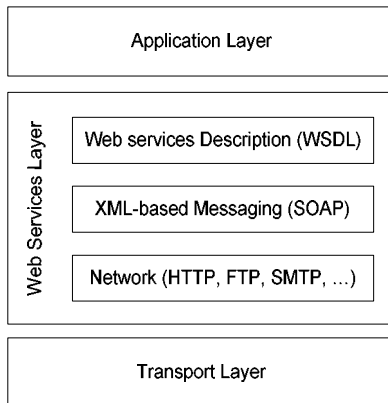 Application Layer
Web Services Layer
Web services Description (WSDL)
XML-based Messaging (SOAP)
Network (HTTP, FTP, SMTP, ...)
Transport Layer